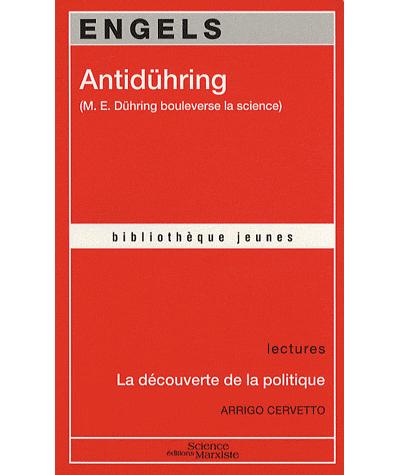 ENGELS
Antidühring
(M. E. Dühring bouleverse la science)
bibliothèque jeunes
lectures
La découverte de la politique
ARRIGO CERVETTO
Science
éditions Marxiste